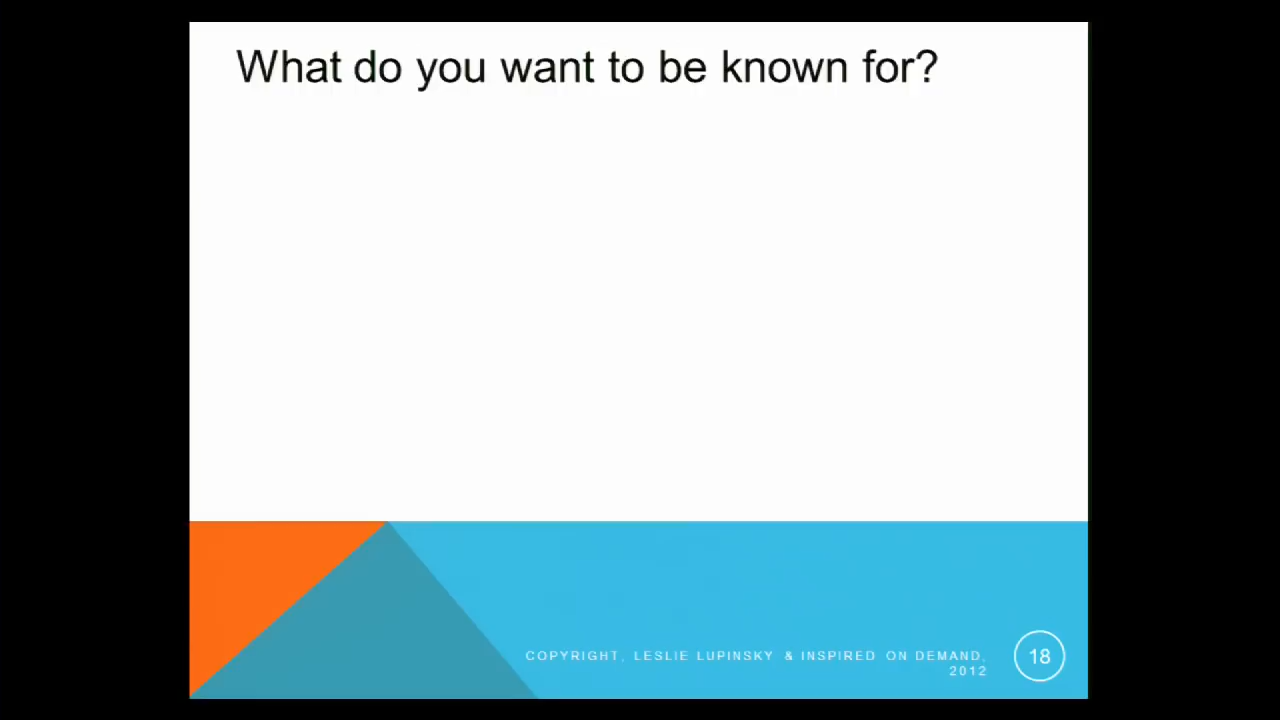 What do you want to be known for?
COPYRIGHT, LESLIE LUPINSKY & INSPIRED ON DEMAND,
2012
18